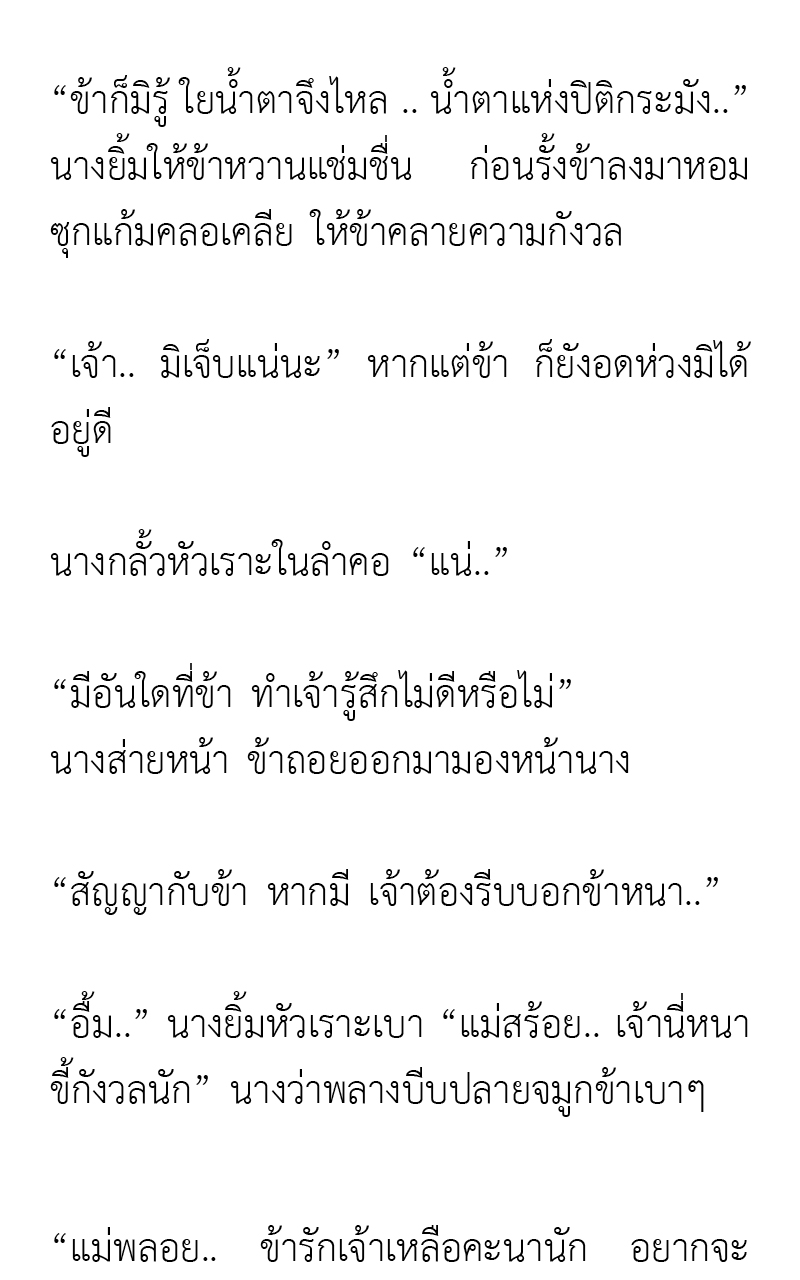 “ข้าก็มิรู้ ใยน้ำตาจึงไหล .. น้ำตาแห่งปิติกระมัง..”
นางยิ้มให้ข้าหวานแช่มชื่น ก่อนรั้งข้าลงมาหอม
ซุกแก้มคลอเคลีย ให้ข้าคลายความกังวล
“เจ้า.. มิเจ็บแน่นะ” หากแต่ข้า ก็ยังอดห่วงมิได้
อยู่ดี
นางกลั้วหัวเราะในลำคอ “แน่..”
“มีอันใดที่ข้า ทำเจ้ารู้สึกไม่ดีหรือไม่”
นางส่ายหน้า ข้าถอยออกมามองหน้านาง
“สัญญากับข้า หากมี เจ้าต้องรีบบอกข้าหนา..”
“อื้ม..” นางยิ้มหัวเราะเบา “แม่สร้อย.. เจ้านี่หนา
ขี้กังวลนัก” นางว่าพลางบีบปลายจมูกข้าเบาๆ
“แม่พลอย.. ข้ารักเจ้าเหลือคะนานัก อยากจะ